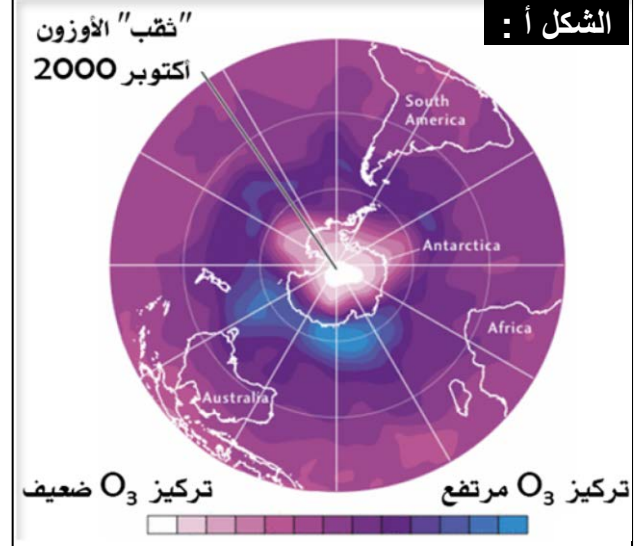 الشكل أ :
"ثقب" الأوزون
أكتوبر 2000
South
America
Antarctica
Africa
Australia
تركيز O₃ مرتفع
تركيز O₃ ضعيف